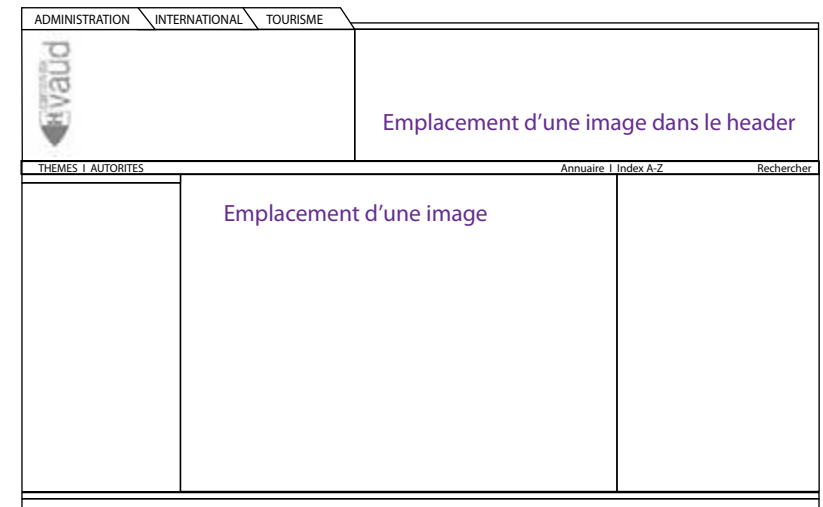 ADMINISTRATION INTERNATIONAL TOURISME
vaud
Emplacement d’une image dans le header
THEMES I AUTORITES Annuaire I Index A-Z Rechercher
Emplacement d’une image